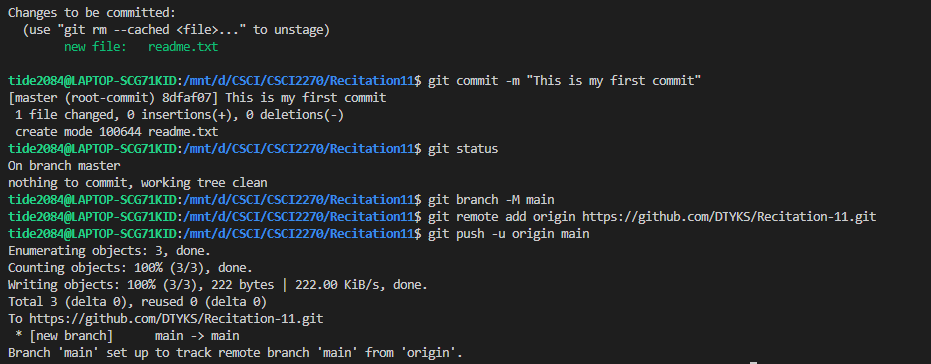 Changes to be committed:
  (use "git rm --cached <file>..." to unstage)
        new file:   readme.txt

tide2084@LAPTOP-SCG71KID:/mnt/d/CSCI/CSCI2270/Recitation11$ git commit -m "This is my first commit"
[master (root-commit) 8dfaf07] This is my first commit
 1 file changed, 0 insertions(+), 0 deletions(-)
 create mode 100644 readme.txt
tide2084@LAPTOP-SCG71KID:/mnt/d/CSCI/CSCI2270/Recitation11$ git status
On branch master
nothing to commit, working tree clean
tide2084@LAPTOP-SCG71KID:/mnt/d/CSCI/CSCI2270/Recitation11$ git branch -M main
tide2084@LAPTOP-SCG71KID:/mnt/d/CSCI/CSCI2270/Recitation11$ git remote add origin https://github.com/DTYKS/Recitation-11.git
tide2084@LAPTOP-SCG71KID:/mnt/d/CSCI/CSCI2270/Recitation11$ git push -u origin main
Enumerating objects: 3, done.
Counting objects: 100% (3/3), done.
Writing objects: 100% (3/3), 222 bytes | 222.00 KiB/s, done.
Total 3 (delta 0), reused 0 (delta 0)
To https://github.com/DTYKS/Recitation-11.git
 * [new branch]      main -> main
Branch 'main' set up to track remote branch 'main' from 'origin'.